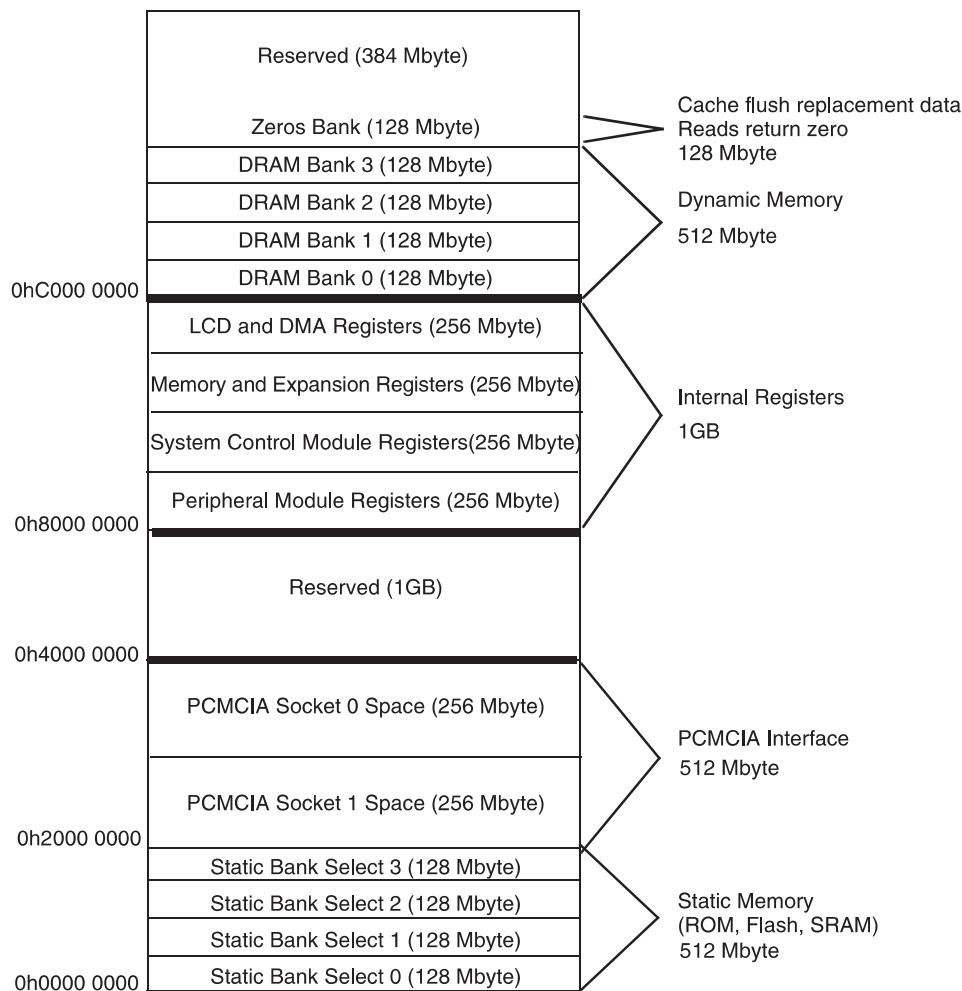 Reserved (384 Mbyte)
Cache flush replacement data
Zeros Bank (128 Mbyte)
Reads return zero
128 Mbyte
DRAM Bank 3 (128 Mbyte)
Dynamic Memory
DRAM Bank 2 (128 Mbyte)
512 Mbyte
DRAM Bank 1 (128 Mbyte)
DRAM Bank 0 (128 Mbyte)
0hC000 0000
LCD and DMA Registers (256 Mbyte)
Memory and Expansion Registers (256 Mbyte)
Internal Registers
1GB
System Control Module Registers(256 Mbyte)
Peripheral Module Registers (256 Mbyte)
0h8000 0000
Reserved (1GB)
0h4000 0000
PCMCIA Socket 0 Space (256 Mbyte)
PCMCIA Interface
512 Mbyte
PCMCIA Socket 1 Space (256 Mbyte)
0h2000 0000
Static Bank Select 3 (128 Mbyte)
Static Bank Select 2 (128 Mbyte)
Static Memory
(ROM, Flash, SRAM)
512 Mbyte
Static Bank Select 1 (128 Mbyte)
Static Bank Select 0 (128 Mbyte)
0h0000 0000